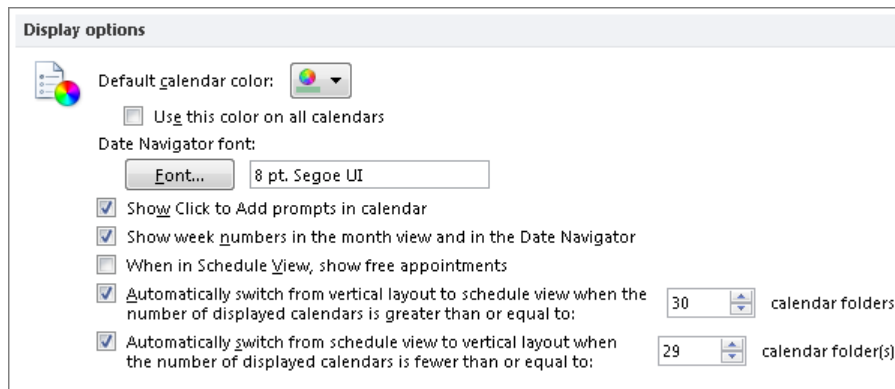 Display options
Default calendar color:
Use this color on all calendars
Date Navigator font:
Font... 8 pt. Segoe UI
Show Click to Add prompts in calendar
Show week numbers in the month view and in the Date Navigator
When in Schedule View, show free appointments
Automatically switch from vertical layout to schedule view when the
number of displayed calendars is greater than or equal to: 30 calendar folders
Automatically switch from schedule view to vertical layout when
the number of displayed calendars is fewer than or equal to: 29 calendar folder(s)